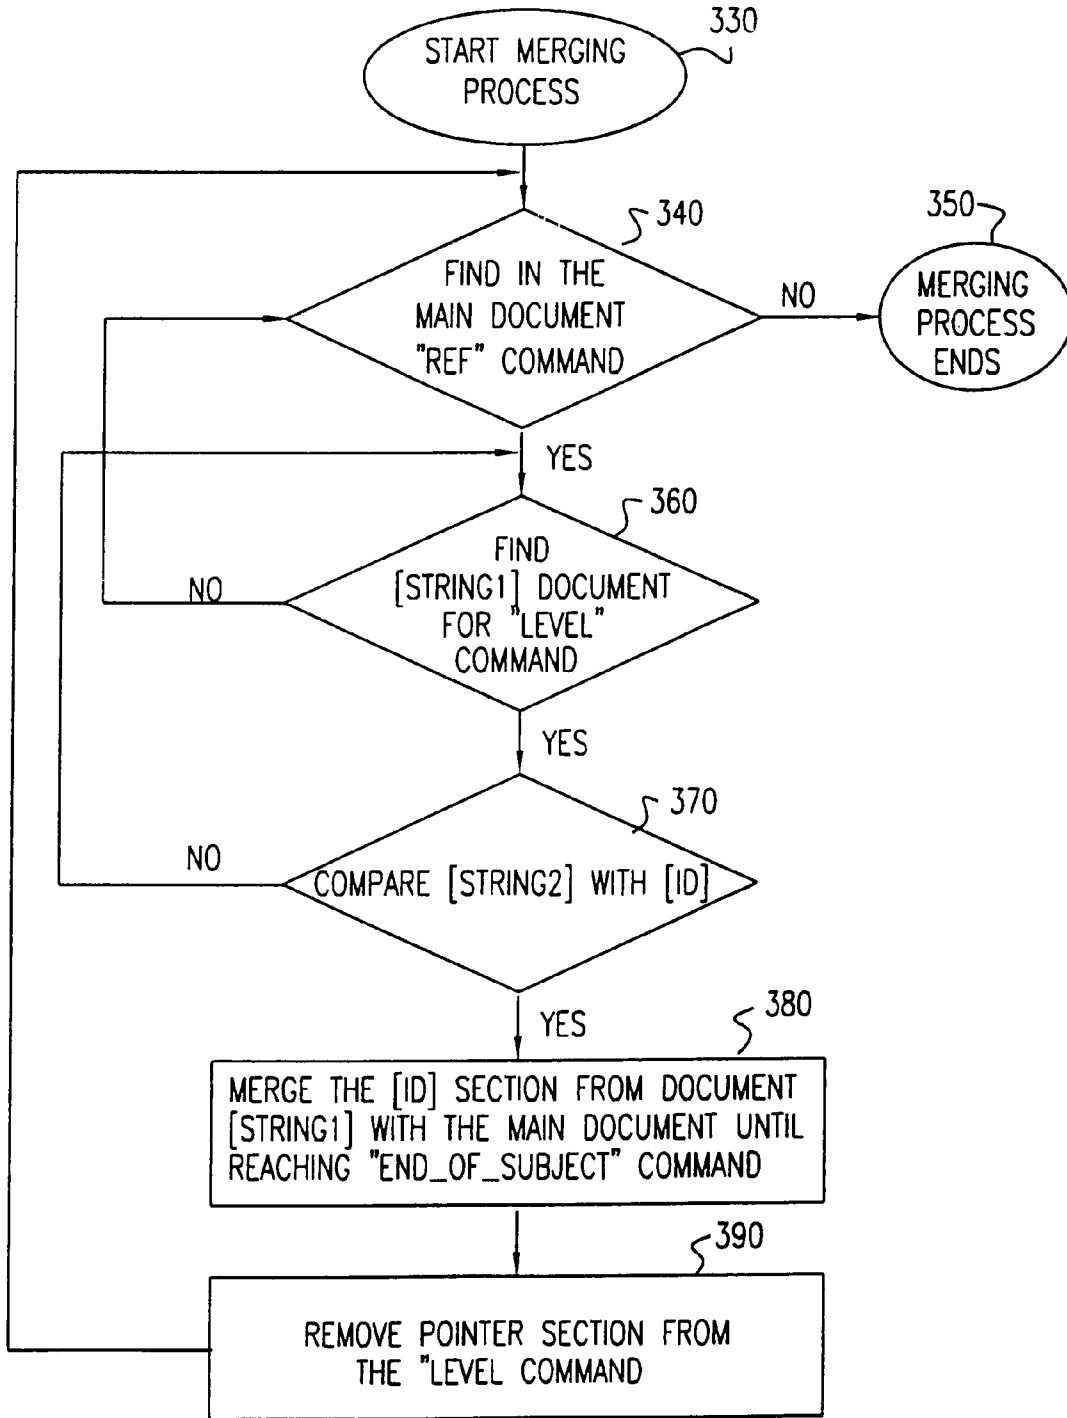 330
START MERGING
PROCESS
340
FIND IN THE
MAIN DOCUMENT
"REF" COMMAND
NO
350
MERGING
PROCESS
ENDS
YES
360
FIND
[STRING1] DOCUMENT
FOR "LEVEL"
COMMAND
NO
YES
370
COMPARE [STRING2] WITH [ID]
NO
YES
380
MERGE THE [ID] SECTION FROM DOCUMENT
[STRING1] WITH THE MAIN DOCUMENT UNTIL
REACHING "END_OF_SUBJECT" COMMAND
390
REMOVE POINTER SECTION FROM
THE "LEVEL COMMAND